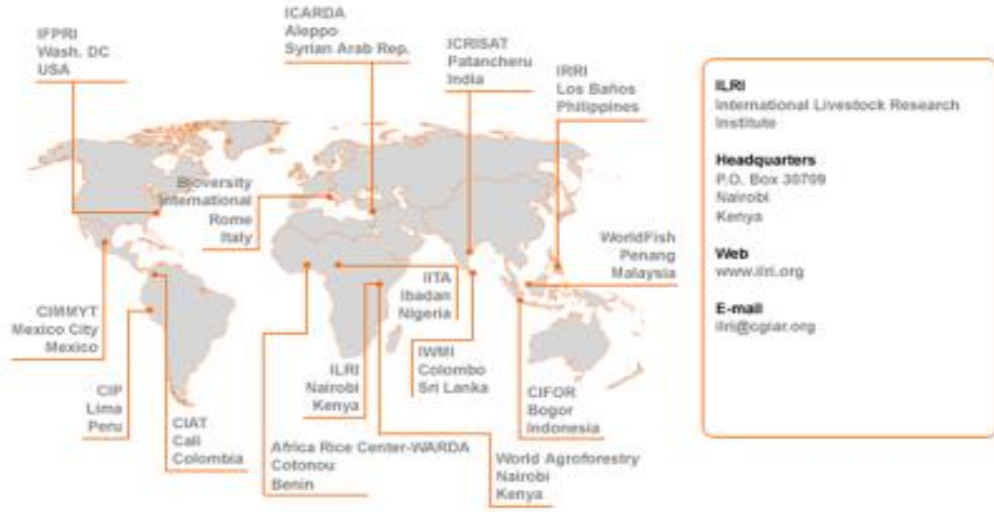 IFPRI
Wash. DC
USA
ICARDA
Aleppo
Syrian Arab Rep.
ICRISAT
Patancheru
India
IRRI
Los Baños
Philippines
Bioversity
International
Rome
Italy
WorldFish
Penang
Malaysia
IITA
Ibadan
Nigeria
CIMMYT
Mexico City
Mexico
CIP
Lima
Peru
CIAT
Cali
Colombia
ILRI
Nairobi
Kenya
IWMI
Colombo
Sri Lanka
CIFOR
Bogor
Indonesia
Africa Rice Center-WARDA
Cotonou
Benin
World Agroforestry
Nairobi
Kenya
ILRI
International Livestock Research
Institute
Headquarters
P.O. Box 30709
Nairobi
Kenya
Web
www.ilri.org
E-mail
ilri@cgiar.org